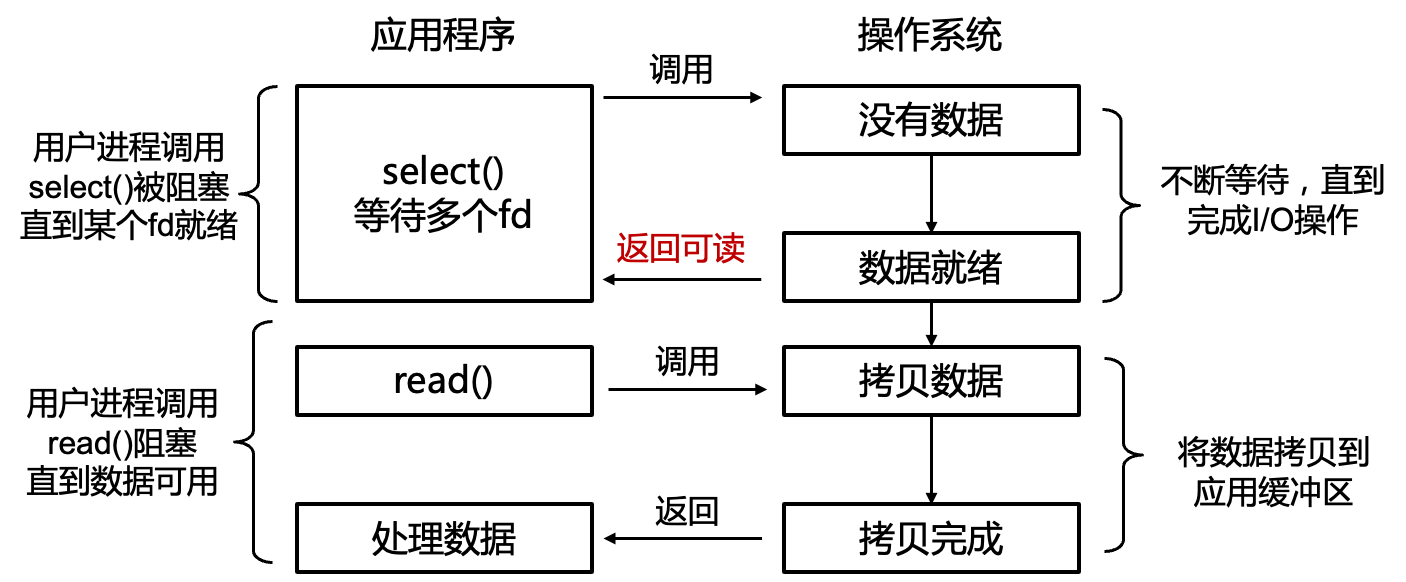 应用程序
操作系统
调用
用户进程调用
select()被阻塞
直到某个fd就绪
select()
等待多个fd
没有数据
不断等待，直到
完成I/O操作
返回可读
数据就绪
用户进程调用
read()阻塞
直到数据可用
read()
调用
拷贝数据
将数据拷贝到
应用缓冲区
处理数据
返回
拷贝完成